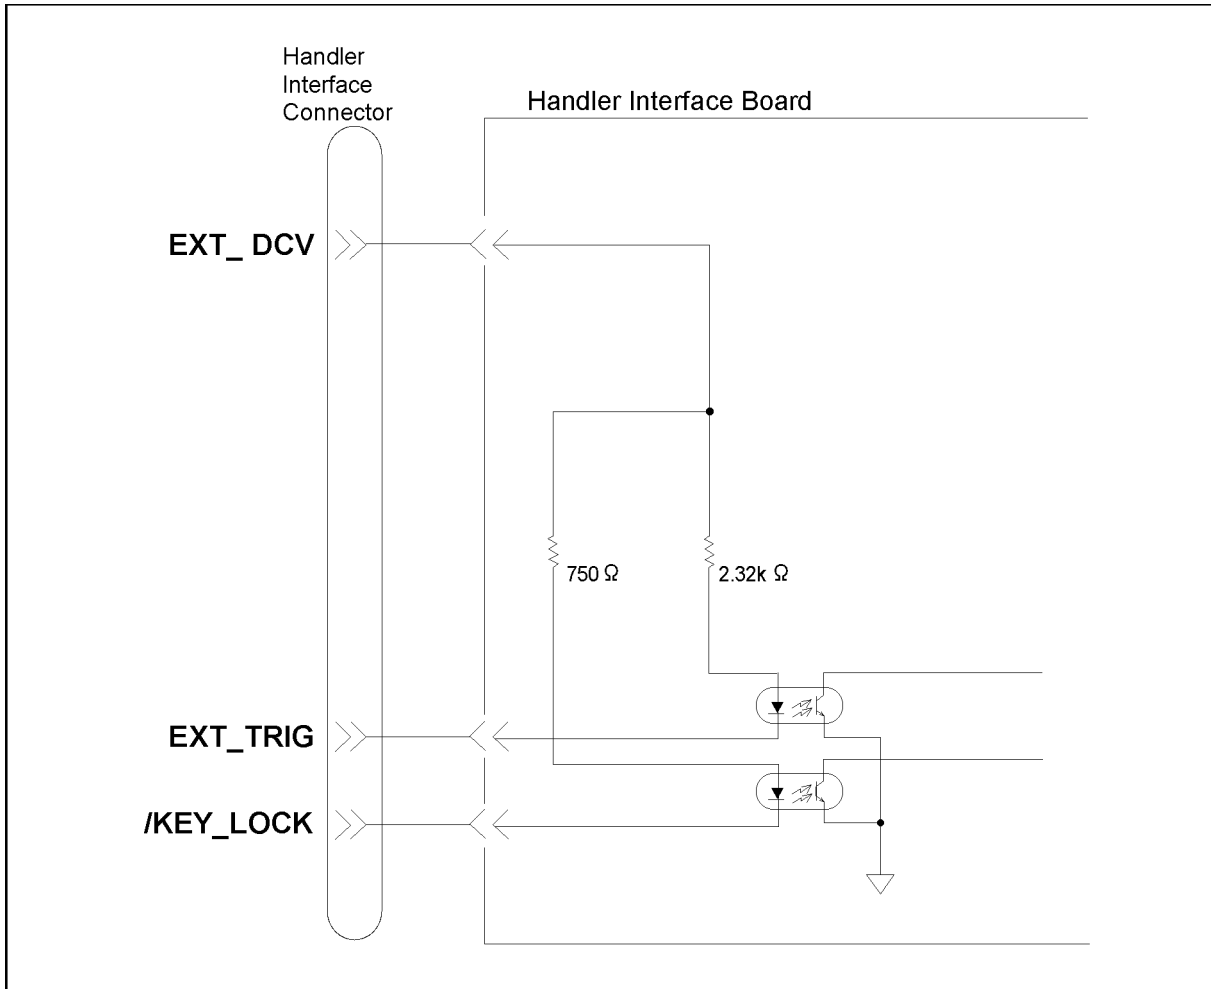 Handler
Interface
Connector
Handler Interface Board
EXT_ DCV
750 Ω
2.32k Ω
EXT_TRIG
/KEY_LOCK